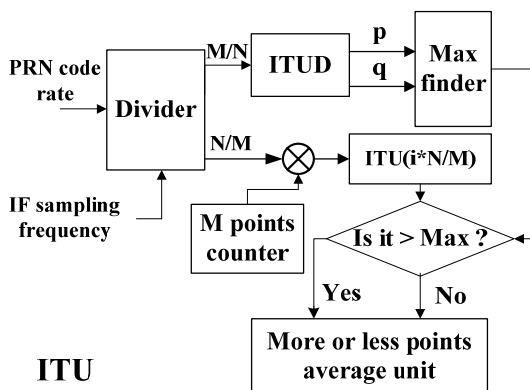 PRN code
rate
IF sampling
frequency
Divider
M/N
N/M
ITUD
p
q
Max
finder
M points
counter
ITU(i*N/M)
Is it > Max ?
Yes
No
More or less points
average unit
ITU